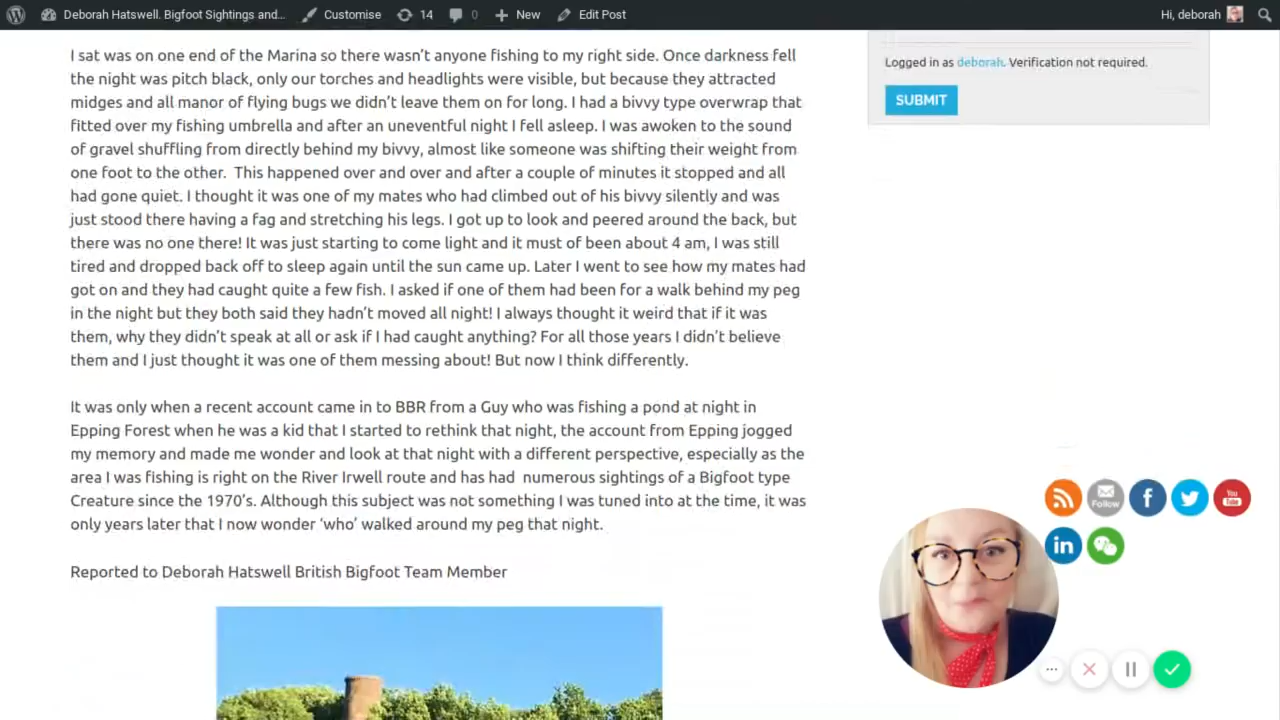 Deborah Hatswell. Bigfoot Sightings and... Customise 14 0 New Edit Post Hi, deborah
I sat was on one end of the Marina so there wasn’t anyone fishing to my right side. Once darkness fell
the night was pitch black, only our torches and headlights were visible, but because they attracted
midges and all manor of flying bugs we didn’t leave them on for long. I had a bivvy type overwrap that
fitted over my fishing umbrella and after an uneventful night I fell asleep. I was awoken to the sound
of gravel shuffling from directly behind my bivvy, almost like someone was shifting their weight from
one foot to the other.  This happened over and over and after a couple of minutes it stopped and all
had gone quiet. I thought it was one of my mates who had climbed out of his bivvy silently and was
just stood there having a fag and stretching his legs. I got up to look and peered around the back, but
there was no one there! It was just starting to come light and it must of been about 4 am, I was still
tired and dropped back off to sleep again until the sun came up. Later I went to see how my mates had
got on and they had caught quite a few fish. I asked if one of them had been for a walk behind my peg
in the night but they both said they hadn’t moved all night! I always thought it weird that if it was
them, why they didn’t speak at all or ask if I had caught anything? For all those years I didn’t believe
them and I just thought it was one of them messing about! But now I think differently.
It was only when a recent account came in to BBR from a Guy who was fishing a pond at night in
Epping Forest when he was a kid that I started to rethink that night, the account from Epping jogged
my memory and made me wonder and look at that night with a different perspective, especially as the
area I was fishing is right on the River Irwell route and has had  numerous sightings of a Bigfoot type
Creature since the 1970’s. Although this subject was not something I was tuned into at the time, it was
only years later that I now wonder ‘who’ walked around my peg that night.
Reported to Deborah Hatswell British Bigfoot Team Member
Logged in as deborah. Verification not required.
SUBMIT
Follow
You
Tube
in